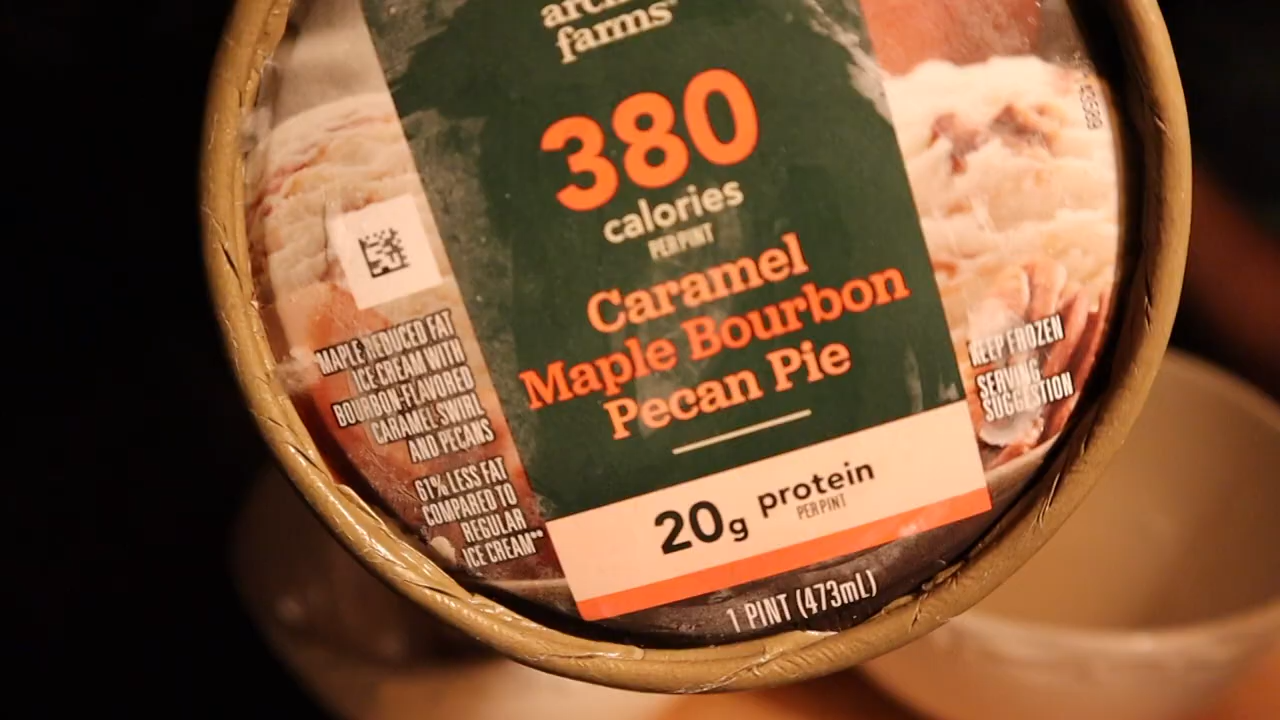 farms
380
calories
PER PINT
Caramel
Maple Bourbon
Pecan Pie
20g protein
PER PINT
1 PINT (473mL)
MAPLE REDUCED FAT
ICE CREAM WITH
BOURBON-FLAVORED
CARAMEL SWIRL
AND PECANS
61% LESS FAT
COMPARED TO
REGULAR
ICE CREAM**
KEEP FROZEN
SERVING
SUGGESTION